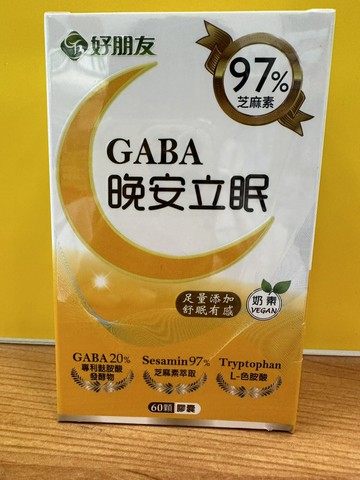 好朋友
97%
芝麻素
GABA
晚安立眠
足量添加
舒眠有感
奶素
VEGAN
GABA 20%
專利麩胺酸
發酵物
Sesamin 97%
芝麻素萃取
Tryptophan
L-色胺酸
60顆 膠囊